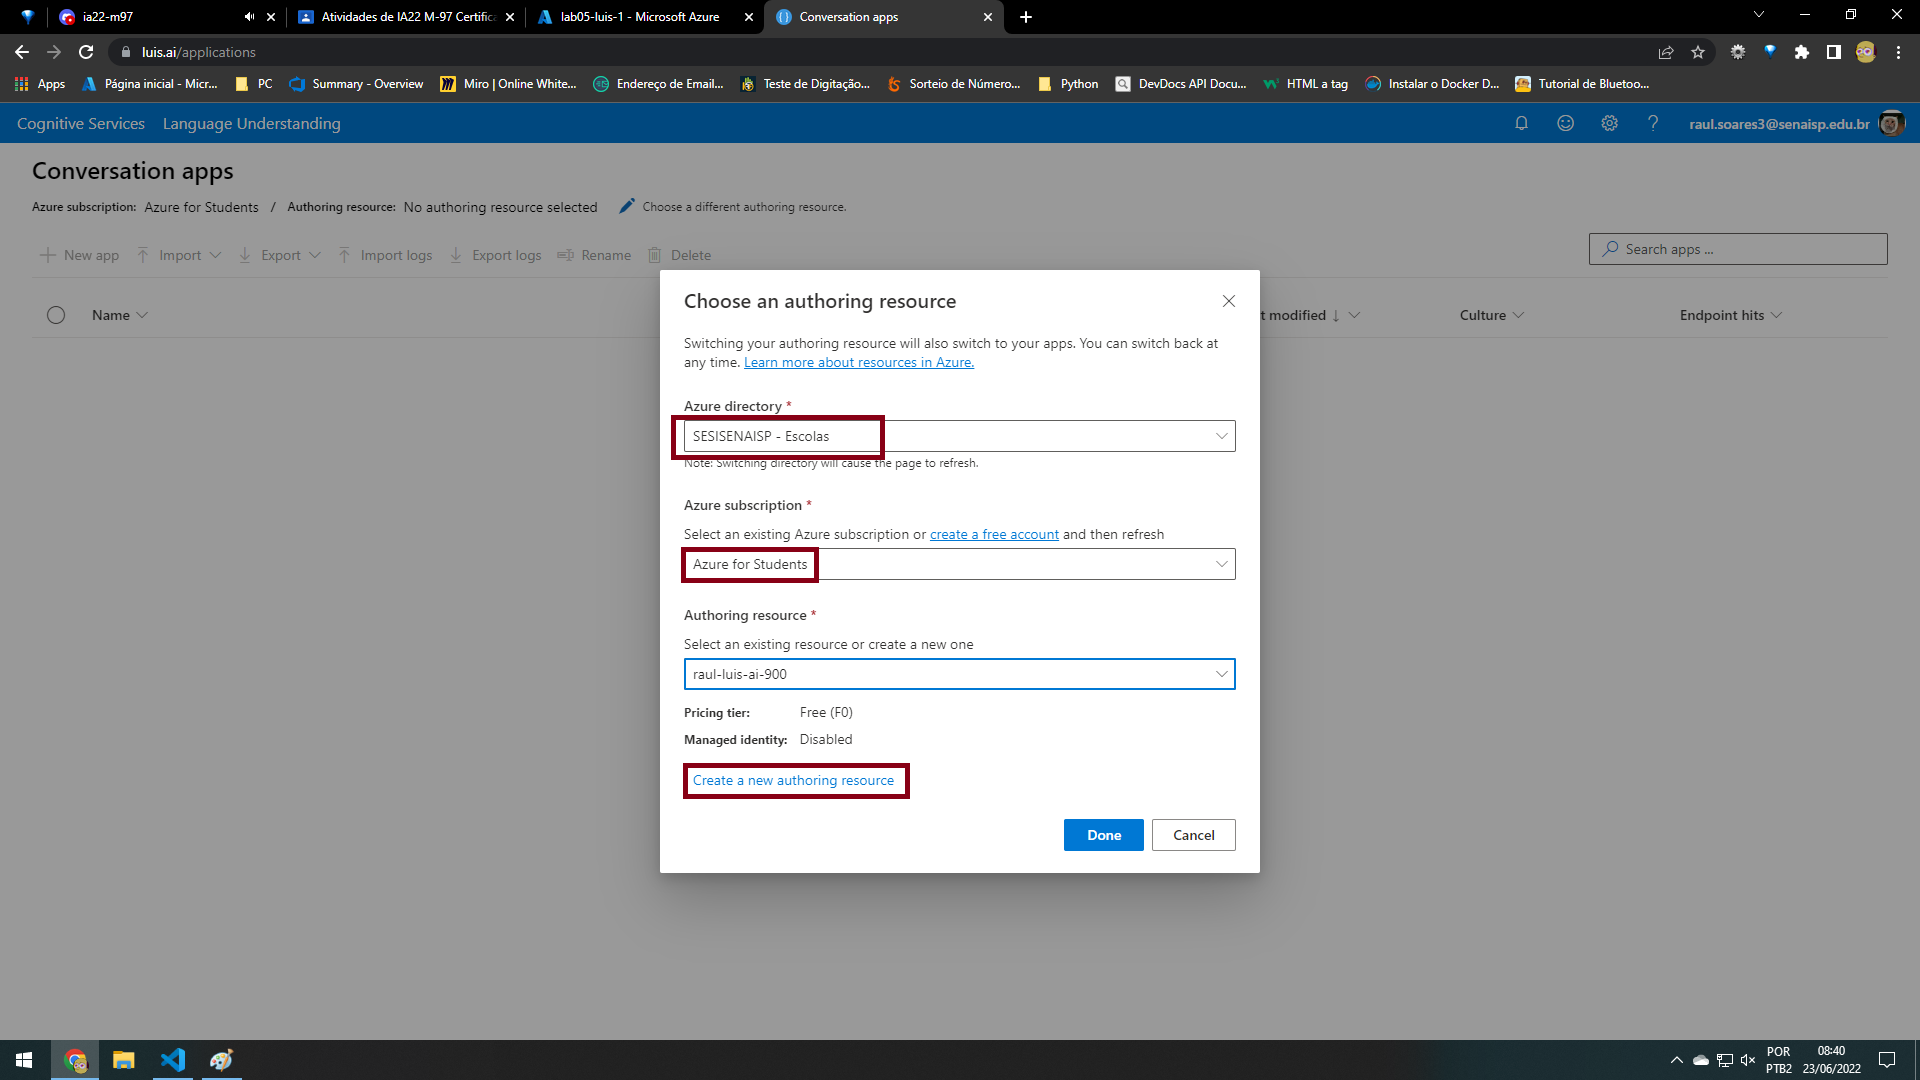 ia22-m97
Atividades de IA22 M-97 Certifica
lab05-luis-1 - Microsoft Azure
Conversation apps
luis.ai/applications
Apps
Página inicial - Micr...
PC
Summary - Overview
Miro | Online White...
Endereço de Email...
Teste de Digitação...
Sorteio de Número...
Python
DevDocs API Docu...
HTML a tag
Instalar o Docker D...
Tutorial de Bluetoo...
Cognitive Services
Language Understanding
raul.soares3@senaisp.edu.br
Conversation apps
Azure subscription: Azure for Students / Authoring resource: No authoring resource selected
Choose a different authoring resource.
New app
Import
Export
Import logs
Export logs
Rename
Delete
Search apps ...
Name
t modified
Culture
Endpoint hits
Choose an authoring resource
Switching your authoring resource will also switch to your apps. You can switch back at
any time. Learn more about resources in Azure.
Azure directory *
SESISENAISP - Escolas
Note: Switching directory will cause the page to refresh.
Azure subscription *
Select an existing Azure subscription or create a free account and then refresh
Azure for Students
Authoring resource *
Select an existing resource or create a new one
raul-luis-ai-900
Pricing tier: Free (F0)
Managed identity: Disabled
Create a new authoring resource
Done
Cancel
POR
PTB2
08:40
23/06/2022